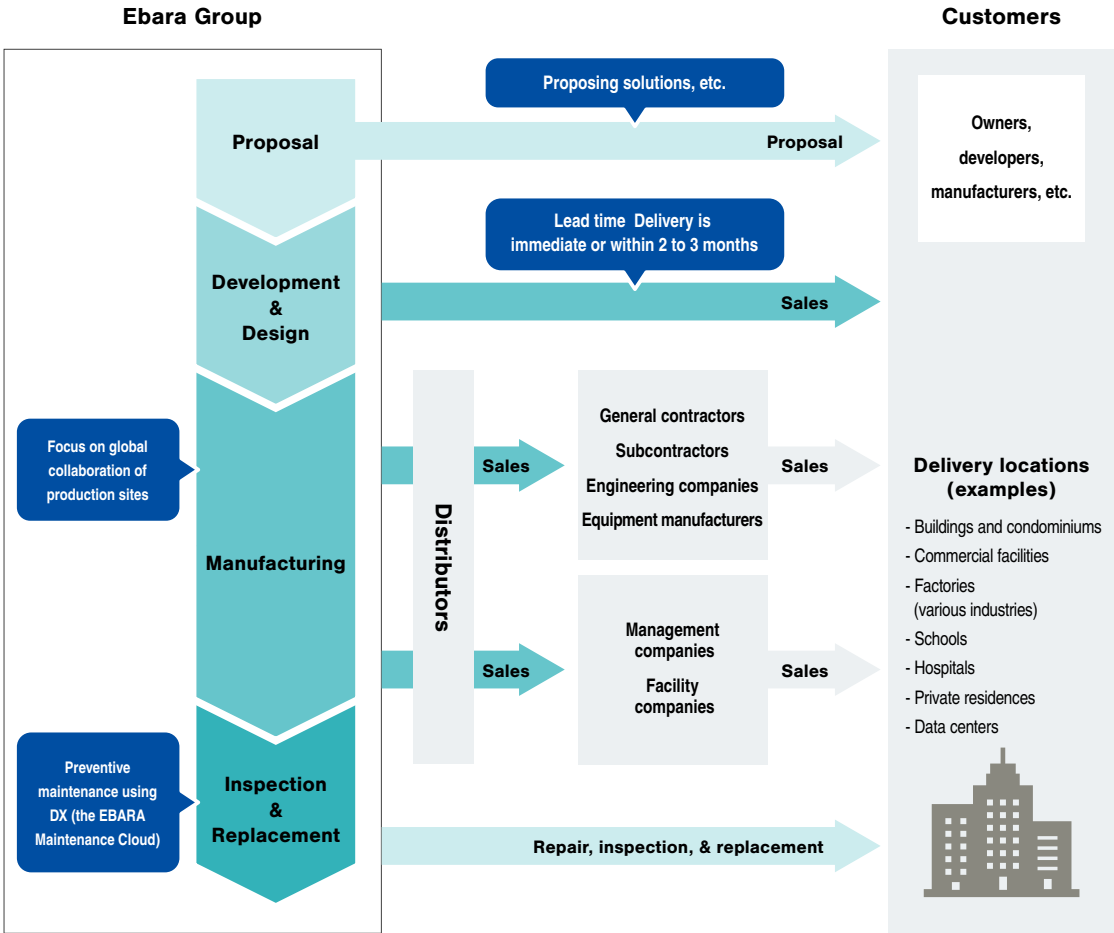 Ebara Group
Customers
Proposing solutions, etc.
Proposal
Proposal
Owners,
developers,
manufacturers, etc.
Lead time  Delivery is
immediate or within 2 to 3 months
Development
&
Design
Sales
Focus on global
collaboration of
production sites
Manufacturing
Distributors
Sales
General contractors
Subcontractors
Engineering companies
Equipment manufacturers
Sales
Sales
Management
companies
Facility
companies
Sales
Delivery locations
(examples)
- Buildings and condominiums
- Commercial facilities
- Factories
(various industries)
- Schools
- Hospitals
- Private residences
- Data centers
Preventive
maintenance using
DX (the EBARA
Maintenance Cloud)
Inspection
&
Replacement
Repair, inspection, & replacement